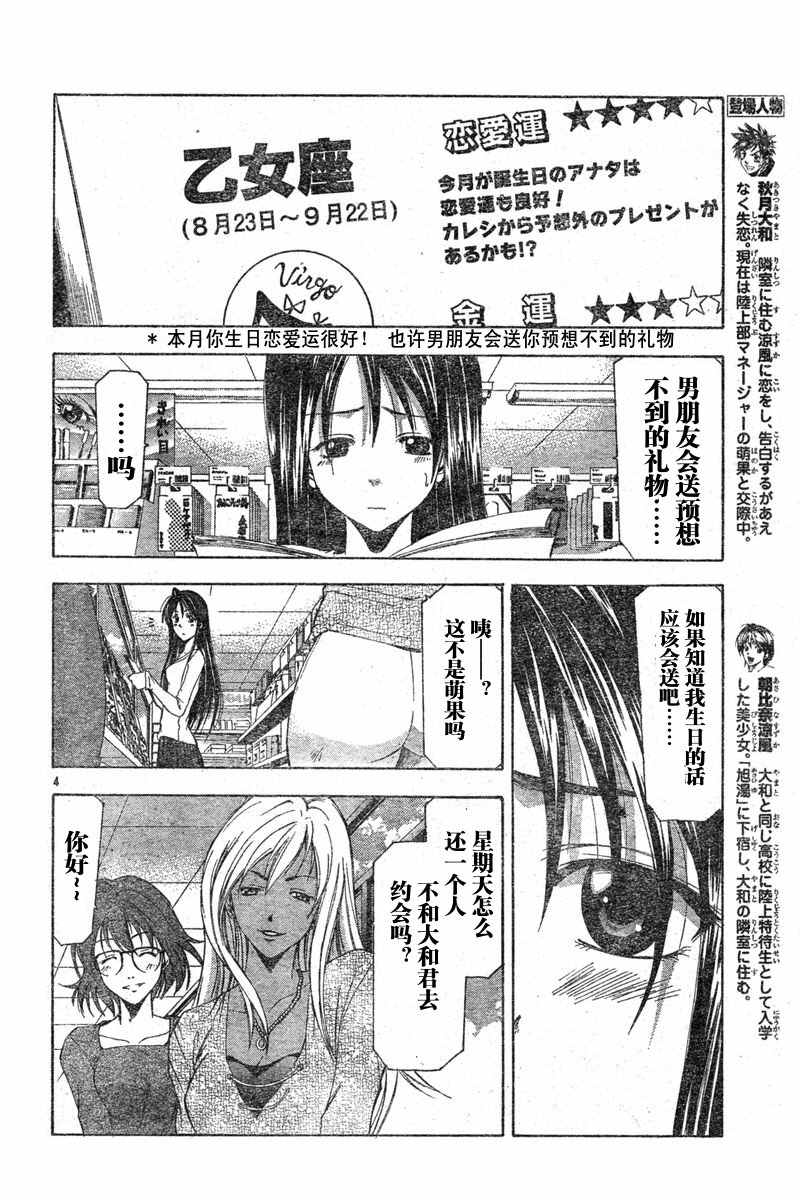 乙女座
(8月23日～9月22日)
Virgo
恋愛運 ★★★★☆
今月が誕生日のアナタは
恋愛運も良好！
カレシから予想外のプレゼントが
あるかも!?
金運 ★★★☆☆
＊本月你生日恋爱运很好！ 也许男朋友会送你预想不到的礼物
男朋友会送预想
不到的礼物……
……吗
きれい目
如果知道我生日的话
应该会送吧……
咦——？
这不是萌果吗
4
星期天怎么
还一个人
不和大和君去
约会吗？
你好~
登場人物
秋月大和 隣室に住む涼風に恋をし、告白するがあえ
なく失恋。現在は陸上部マネージャーの萌果と交際中。
朝比奈涼風 大和と同じ高校に陸上特待生として入学
した美少女。「旭湯」に下宿し、大和の隣室に住む。